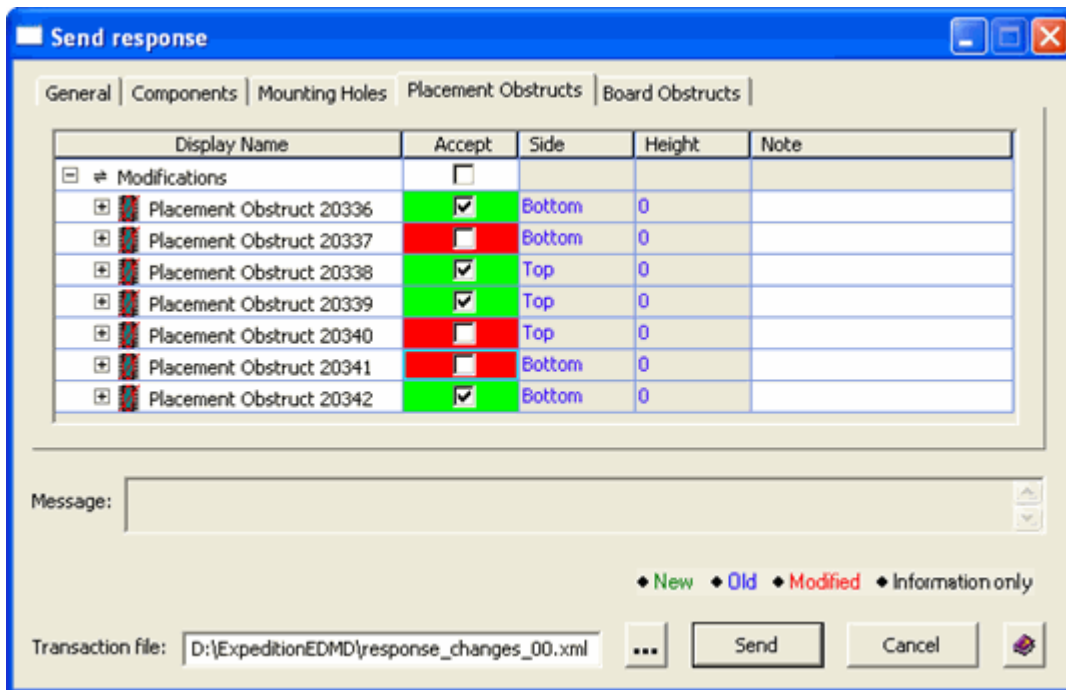 Send response
General Components Mounting Holes Placement Obstructs Board Obstructs
Display Name Accept Side Height Note
Modifications
Placement Obstruct 20336 Bottom 0
Placement Obstruct 20337 Bottom 0
Placement Obstruct 20338 Top 0
Placement Obstruct 20339 Top 0
Placement Obstruct 20340 Top 0
Placement Obstruct 20341 Bottom 0
Placement Obstruct 20342 Bottom 0
Message:
◆ New ◆ Old ◆ Modified ◆ Information only
Transaction file: D:\ExpeditionEDMD\response_changes_00.xml ... Send Cancel